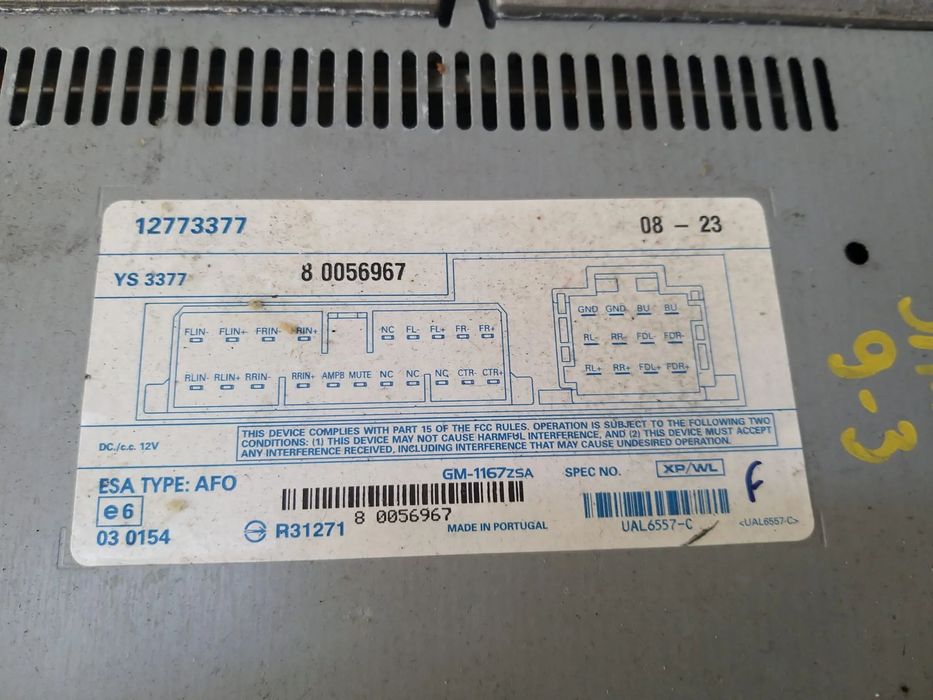 12773377
08 - 23
YS 3377
8 0056967
FLIN- FLIN+ FRIN- RIN+ NC FL- FL+ FR- FR+
RLIN- RLIN+ RRIN- RRIN+ AMPB MUTE NC NC NC CTR- CTR+
GND GND BU BU
RL- RR- FDL- FDR-
RL+ RR+ FDL+ FDR+
DC./c.c. 12V
THIS DEVICE COMPLIES WITH PART 15 OF THE FCC RULES. OPERATION IS SUBJECT TO THE FOLLOWING TWO
CONDITIONS: (1) THIS DEVICE MAY NOT CAUSE HARMFUL INTERFERENCE, AND (2) THIS DEVICE MUST ACCEPT
ANY INTERFERENCE RECEIVED, INCLUDING INTERFERENCE THAT MAY CAUSE UNDESIRED OPERATION.
ESA TYPE: AFO
GM-1167ZSA
SPEC NO. XP/WL
e6
03 0154
R31271
8 0056967
MADE IN PORTUGAL
UAL6557-C
<UAL6557-C>
F
9-3